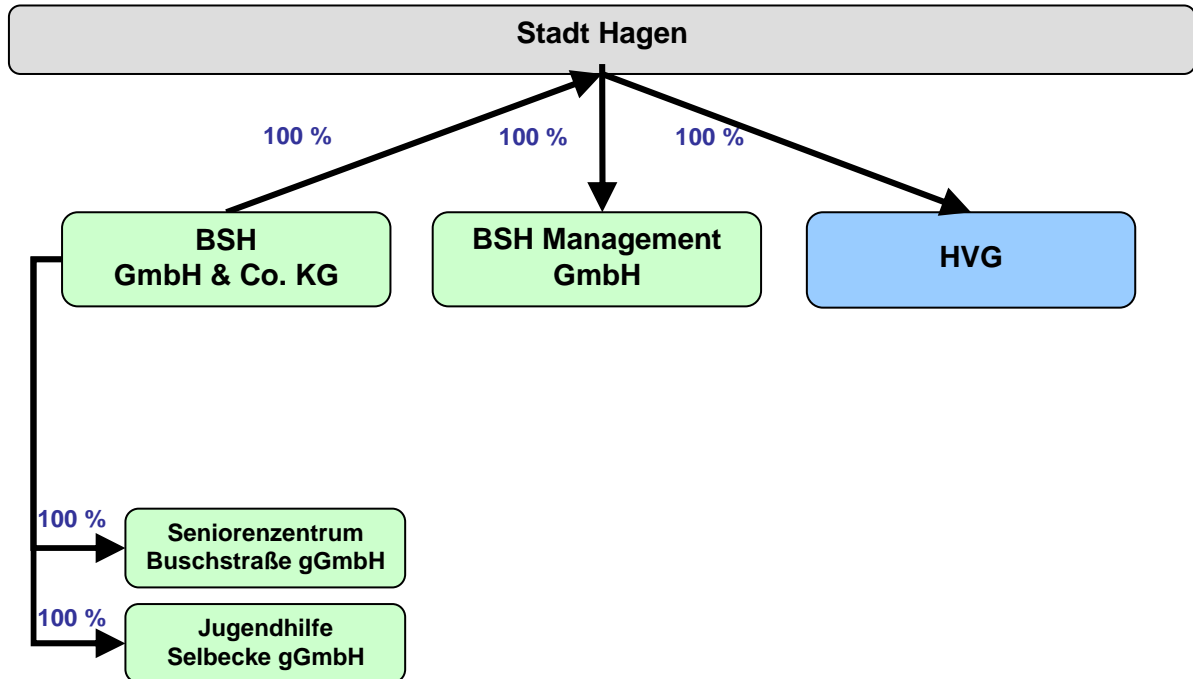 Stadt Hagen
100 %
100 %
100 %
BSH
GmbH & Co. KG
BSH Management
GmbH
HVG
100 %
Seniorenzentrum
Buschstraße gGmbH
100 %
Jugendhilfe
Selbecke gGmbH